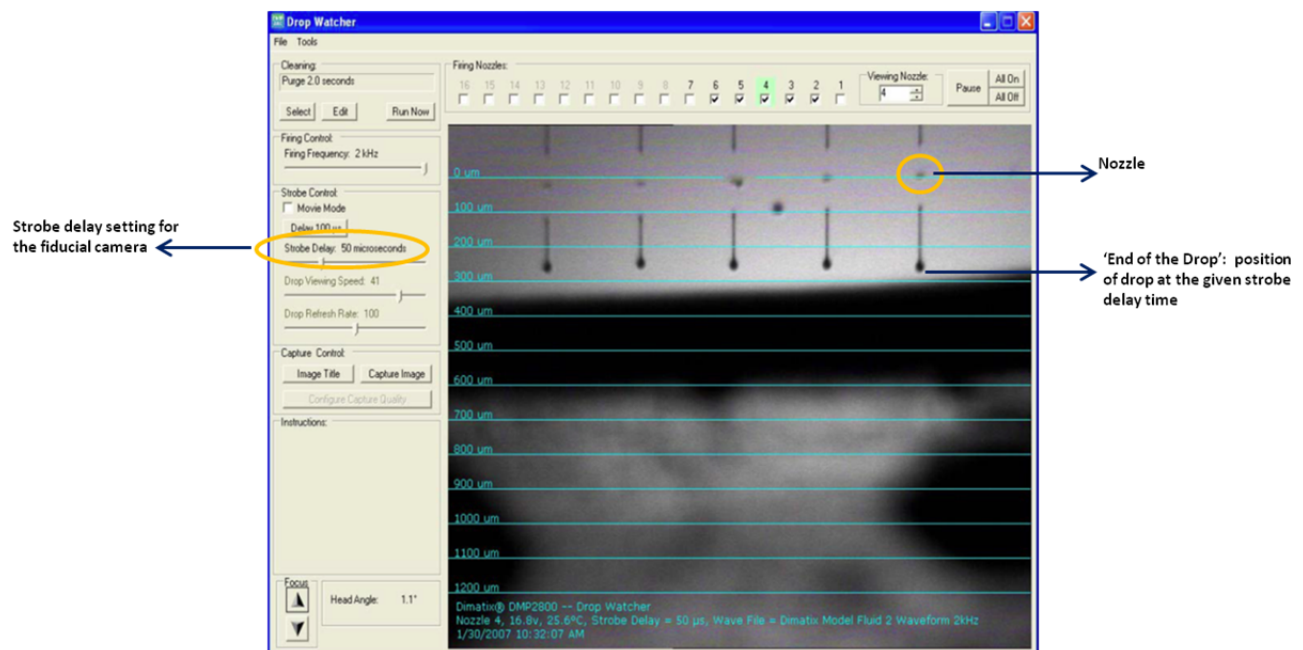 Drop Watcher
File Tools
Cleaning:
Purge 2.0 seconds
Select Edit Run Now
Firing Control:
Firing Frequency: 2 kHz
Strobe Control:
Movie Mode
Delay 100 µs
Strobe Delay: 50 microseconds
Drop Viewing Speed: 41
Drop Refresh Rate: 100
Capture Control:
Image Title Capture Image
Configure Capture Quality
Instructions:
Focus
Head Angle: 1.1°
Firing Nozzles:
16 15 14 13 12 11 10 9 8 7 6 5 4 3 2 1
Viewing Nozzle:
4
Pause
All On
All Off
0 um
100 um
200 um
300 um
400 um
500 um
600 um
700 um
800 um
900 um
1000 um
1100 um
1200 um
Dimatix® DMP2800 -- Drop Watcher
Nozzle 4, 16.8v, 25.6ºC, Strobe Delay = 50 µs, Wave File = Dimatix Model Fluid 2 Waveform 2kHz
1/30/2007 10:32:07 AM
Strobe delay setting for
the fiducial camera
Nozzle
‘End of the Drop’: position
of drop at the given strobe
delay time